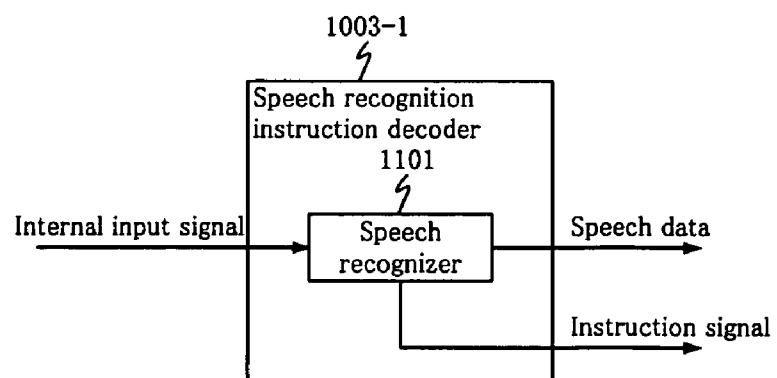 1003-1
Speech recognition
instruction decoder
1101
Internal input signal
Speech
recognizer
Speech data
Instruction signal